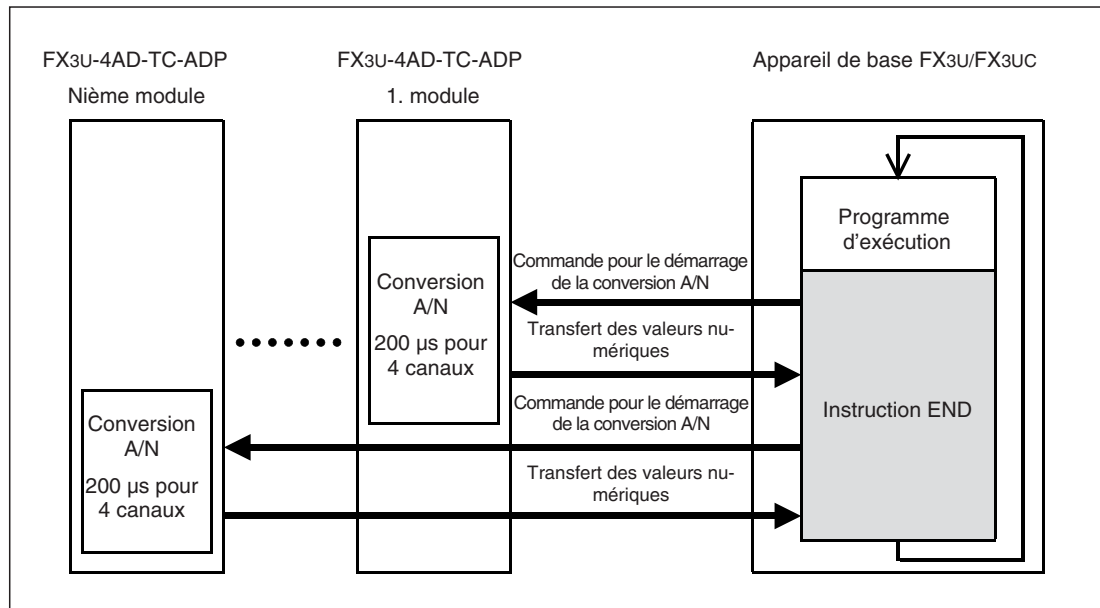 FX3U-4AD-TC-ADP
Nième module
FX3U-4AD-TC-ADP
1. module
Appareil de base FX3U/FX3UC
Programme
d'exécution
Conversion
A/N
200 µs pour
4 canaux
Commande pour le démarrage
de la conversion A/N
Transfert des valeurs nu-
mériques
Commande pour le démarrage
de la conversion A/N
Instruction END
Conversion
A/N
200 µs pour
4 canaux
Transfert des valeurs nu-
mériques